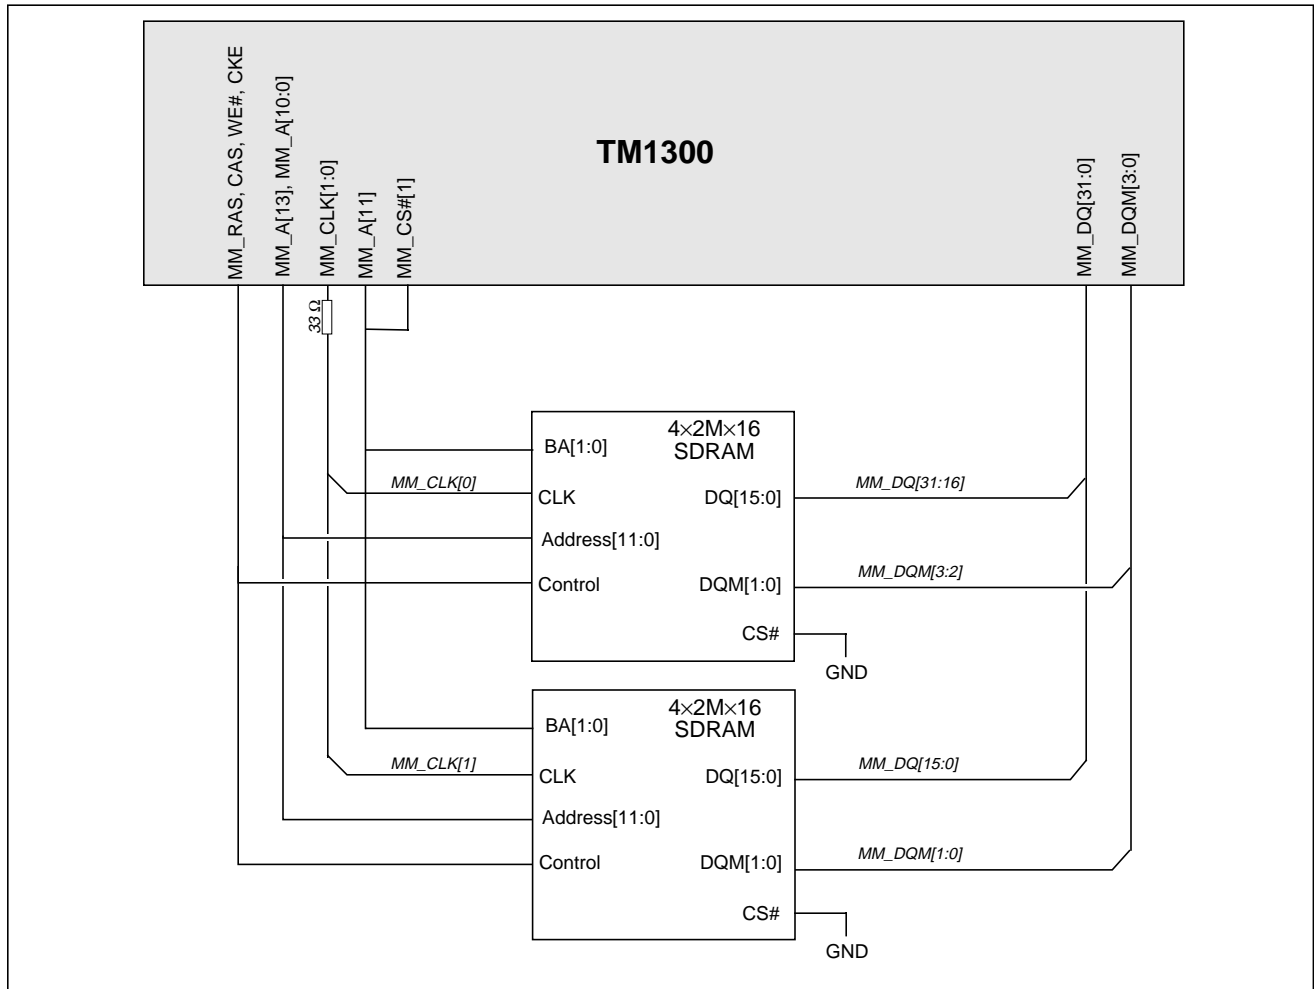 TM1300
MM_RAS, CAS, WE#, CKE
MM_A[13], MM_A[10:0]
MM_CLK[1:0]
MM_A[11]
MM_CS#[1]
MM_DQ[31:0]
MM_DQM[3:0]
33 Ω
4×2M×16
SDRAM
BA[1:0]
MM_CLK[0]
CLK
DQ[15:0]
MM_DQ[31:16]
Address[11:0]
Control
DQM[1:0]
MM_DQM[3:2]
CS#
GND
4×2M×16
SDRAM
BA[1:0]
MM_CLK[1]
CLK
DQ[15:0]
MM_DQ[15:0]
Address[11:0]
Control
DQM[1:0]
MM_DQM[1:0]
CS#
GND